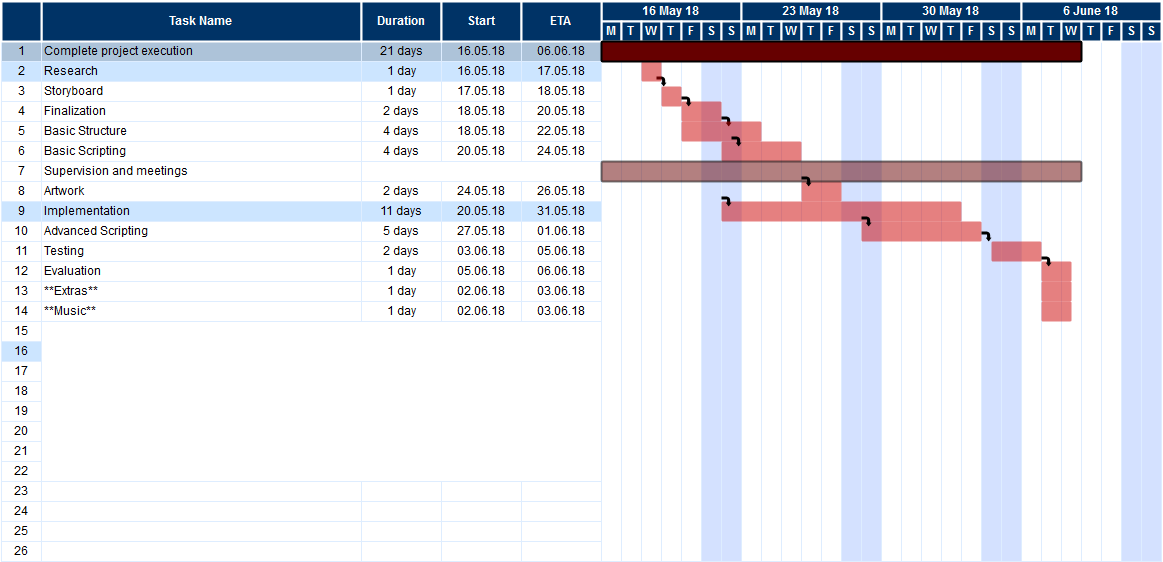 Task Name Duration Start ETA 16 May 18 23 May 18 30 May 18 6 June 18
M T W T F S S M T W T F S S M T W T F S S M T W T F S S
1 Complete project execution 21 days 16.05.18 06.06.18
2 Research 1 day 16.05.18 17.05.18
3 Storyboard 1 day 17.05.18 18.05.18
4 Finalization 2 days 18.05.18 20.05.18
5 Basic Structure 4 days 18.05.18 22.05.18
6 Basic Scripting 4 days 20.05.18 24.05.18
7 Supervision and meetings
8 Artwork 2 days 24.05.18 26.05.18
9 Implementation 11 days 20.05.18 31.05.18
10 Advanced Scripting 5 days 27.05.18 01.06.18
11 Testing 2 days 03.06.18 05.06.18
12 Evaluation 1 day 05.06.18 06.06.18
13 **Extras** 1 day 02.06.18 03.06.18
14 **Music** 1 day 02.06.18 03.06.18
15
16
17
18
19
20
21
22
23
24
25
26